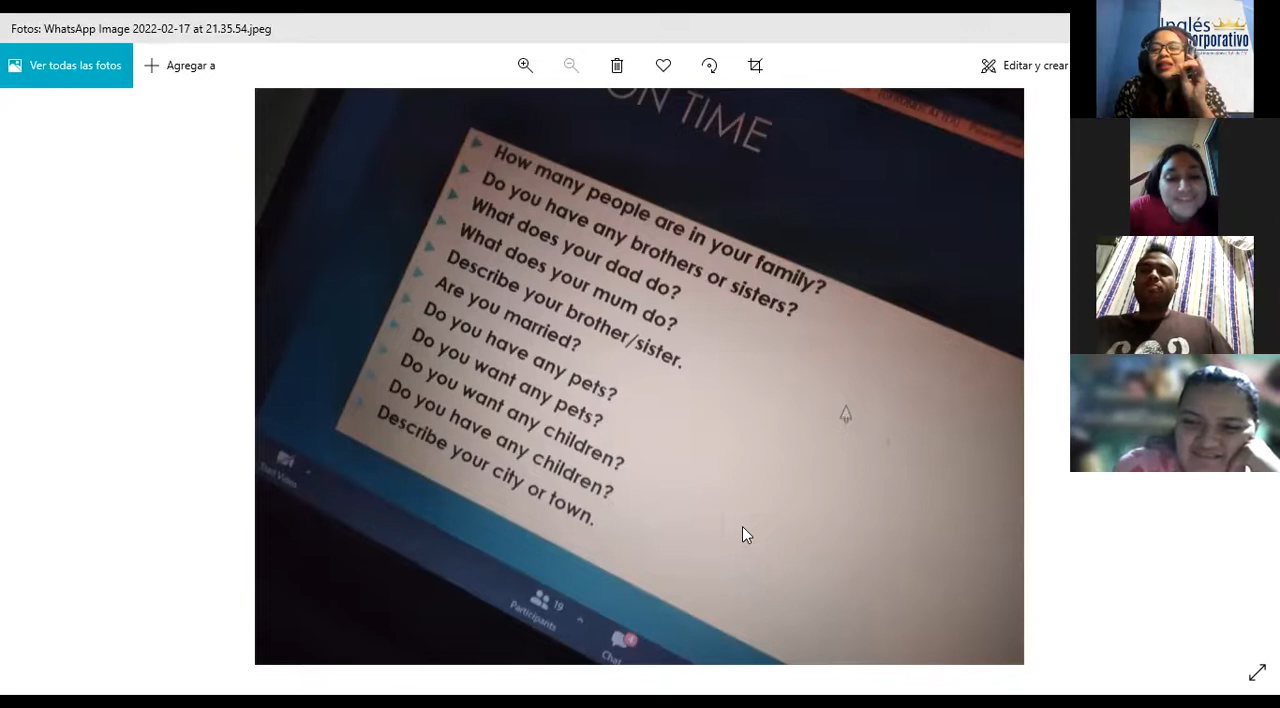 Fotos: WhatsApp Image 2022-02-17 at 21.35.54.jpeg
Ver todas las fotos
Agregar a
Editar y crear
Inglés
orporativo
ON TIME
How many people are in your family?
Do you have any brothers or sisters?
What does your dad do?
What does your mum do?
Describe your brother/sister.
Are you married?
Do you have any pets?
Do you want any pets?
Do you want any children?
Do you have any children?
Describe your city or town.
Start Video
19
Participants
Chat